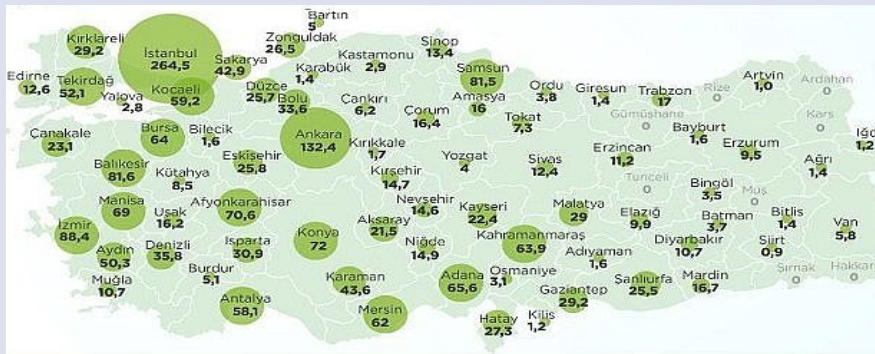 Bartın
5
Kırklareli
29,2
İstanbul
264,5
Zonguldak
26,5
Sinop
13,4
Kastamonu
2,9
Sakarya
42,9
Karabük
1,4
Samsun
81,5
Edirne
12,6
Tekirdağ
52,1
Yalova
2,8
Kocaeli
59,2
Düzce
25,7
Bolu
33,6
Çankırı
6,2
Amasya
16
Ordu
3,8
Giresun
1,4
Trabzon
17
Rize
0
Artvin
1,0
Ardahan
0
Çanakale
23,1
Bursa
64
Bilecik
1,6
Ankara
132,4
Çorum
16,4
Tokat
7,3
Gümüşhane
0
Bayburt
1,6
Kars
0
Iğd
1,2
Balıkesir
81,6
Kütahya
8,5
Eskişehir
25,8
Kırıkkale
1,7
Kırşehir
14,7
Yozgat
4
Sivas
12,4
Erzincan
11,2
Erzurum
9,5
Ağrı
1,4
Tunceli
0
Manisa
69
Uşak
16,2
Afyonkarahisar
70,6
Nevşehir
14,6
Kayseri
22,4
Malatya
29
Elazığ
9,9
Bingöl
3,5
Muş
0
Bitlis
1,4
Van
5,8
İzmir
88,4
Aydın
50,3
Denizli
35,8
Isparta
30,9
Konya
72
Aksaray
21,5
Niğde
14,9
Kahramanmaraş
63,9
Adıyaman
1,6
Diyarbakır
10,7
Batman
3,7
Siirt
0,9
Şırnak
0
Hakkar
0
Muğla
10,7
Burdur
5,1
Antalya
58,1
Karaman
43,6
Mersin
62
Adana
65,6
Osmaniye
3,1
Gaziantep
29,2
Şanlıurfa
25,5
Mardin
16,7
Hatay
27,3
Kilis
1,2